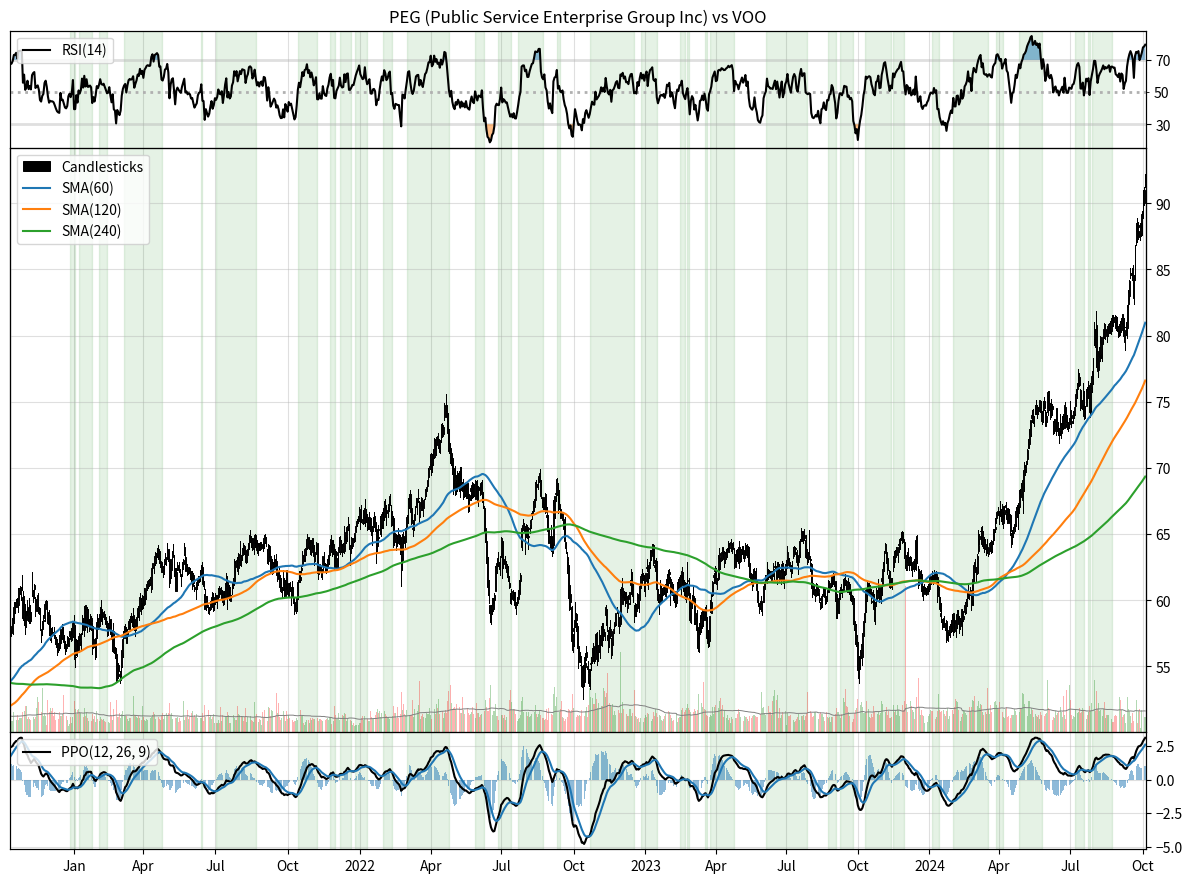 PEG (Public Service Enterprise Group Inc) vs VOO
RSI(14)
70
50
30
Candlesticks
SMA(60)
SMA(120)
SMA(240)
90
85
80
75
70
65
60
55
PPO(12, 26, 9)
2.5
0.0
−2.5
−5.0
Jan Apr Jul Oct 2022 Apr Jul Oct 2023 Apr Jul Oct 2024 Apr Jul Oct